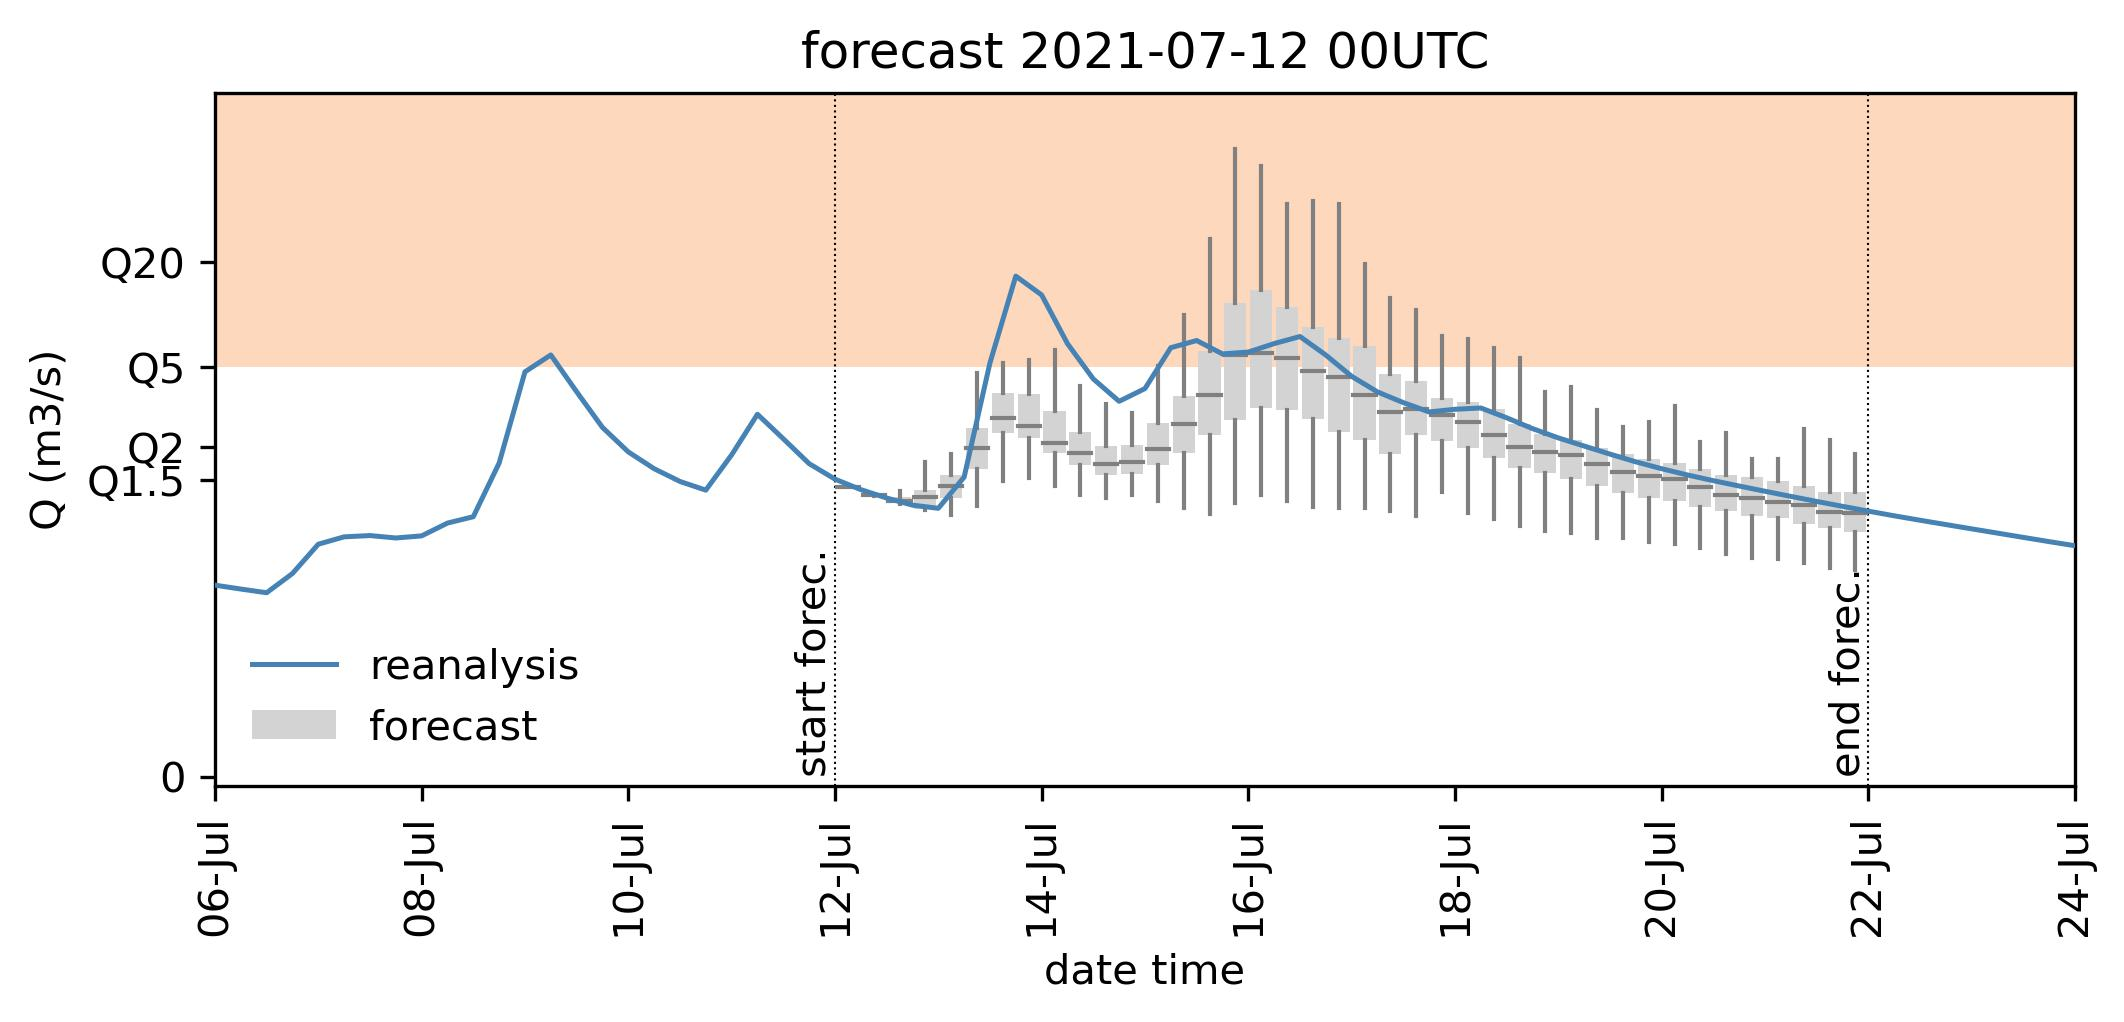 forecast 2021-07-12 00UTC
Q (m3/s)
Q20
Q5
Q2
Q1.5
0
start forec.
end forec.
reanalysis
forecast
06-Jul
08-Jul
10-Jul
12-Jul
14-Jul
16-Jul
18-Jul
20-Jul
22-Jul
24-Jul
date time